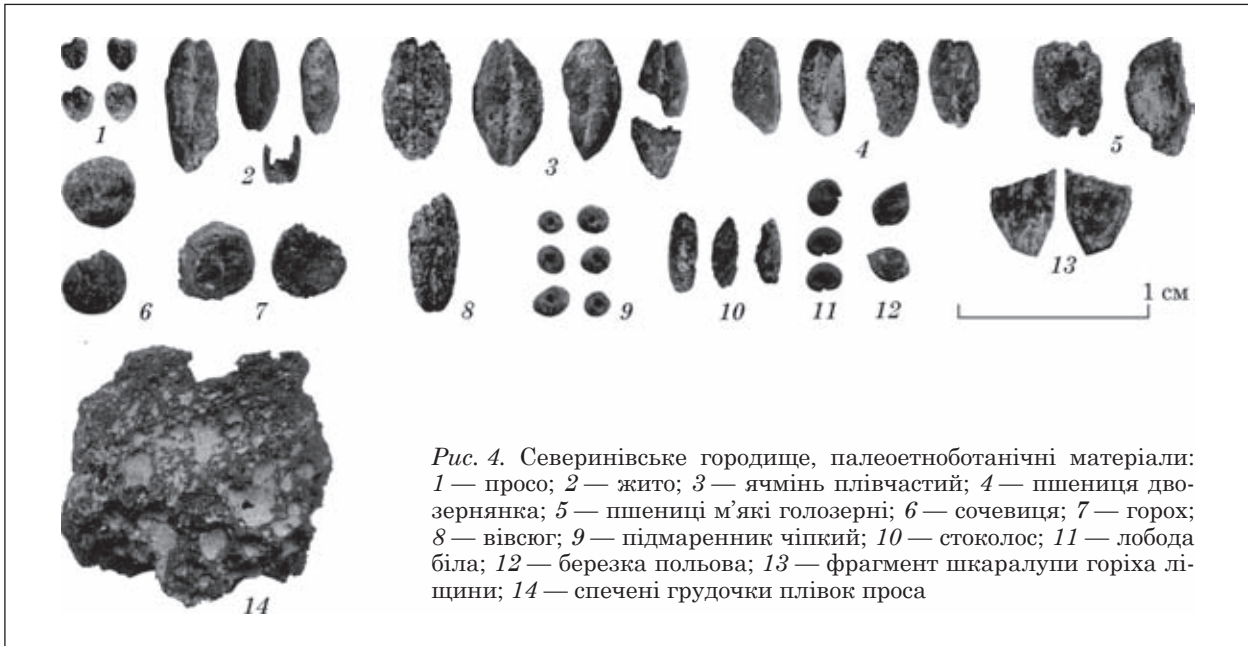 1
2
3
4
5
6
7
8
9
10
11
12
13
1 см
14
Рис. 4. Северинівське городище, палеоетноботанічні матеріали:
1 — просо; 2 — жито; 3 — ячмінь плівчастий; 4 — пшениця дво-
зернянка; 5 — пшениці м'які голозерні; 6 — сочевиця; 7 — горох;
8 — вівсюг; 9 — підмаренник чіпкий; 10 — стоколос; 11 — лобода
біла; 12 — березка польова; 13 — фрагмент шкаралупи горіха лі-
щини; 14 — спечені грудочки плівок проса